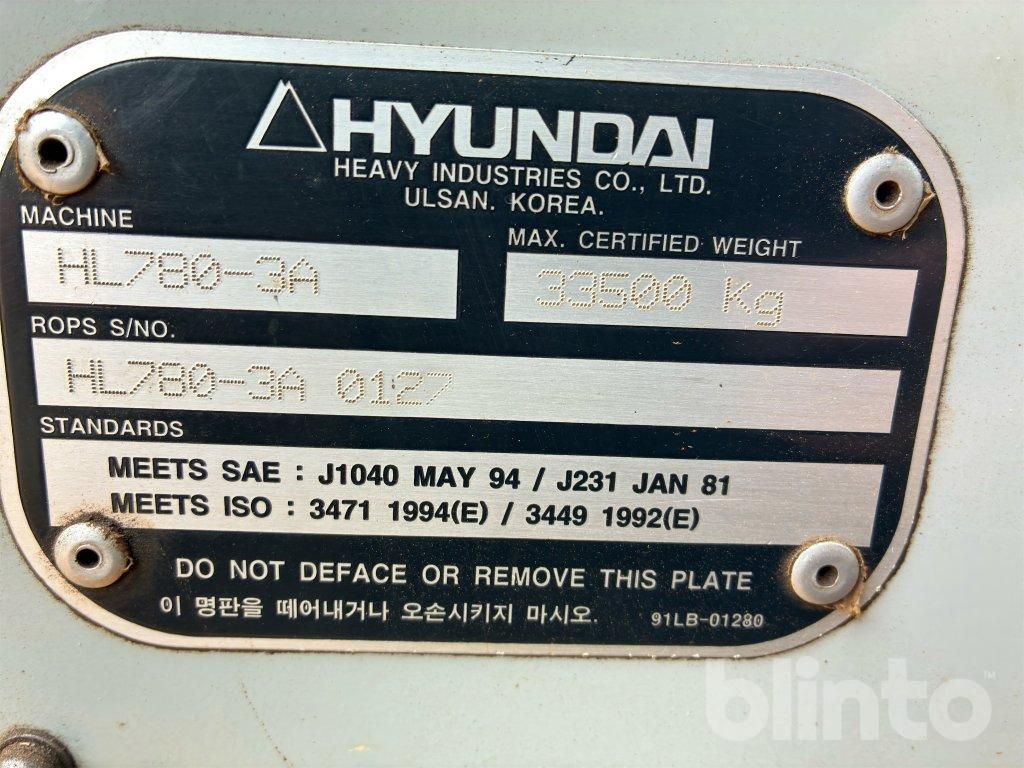 HYUNDAI
HEAVY INDUSTRIES CO., LTD.
ULSAN. KOREA.
MACHINE
MAX. CERTIFIED WEIGHT
HL780-3A
33500 Kg
ROPS S/NO.
HL780-3A 0127
STANDARDS
MEETS SAE : J1040 MAY 94 / J231 JAN 81
MEETS ISO : 3471 1994(E) / 3449 1992(E)
DO NOT DEFACE OR REMOVE THIS PLATE
이 명판을 떼어내거나 오손시키지 마시오.
91LB-01280
blinto™